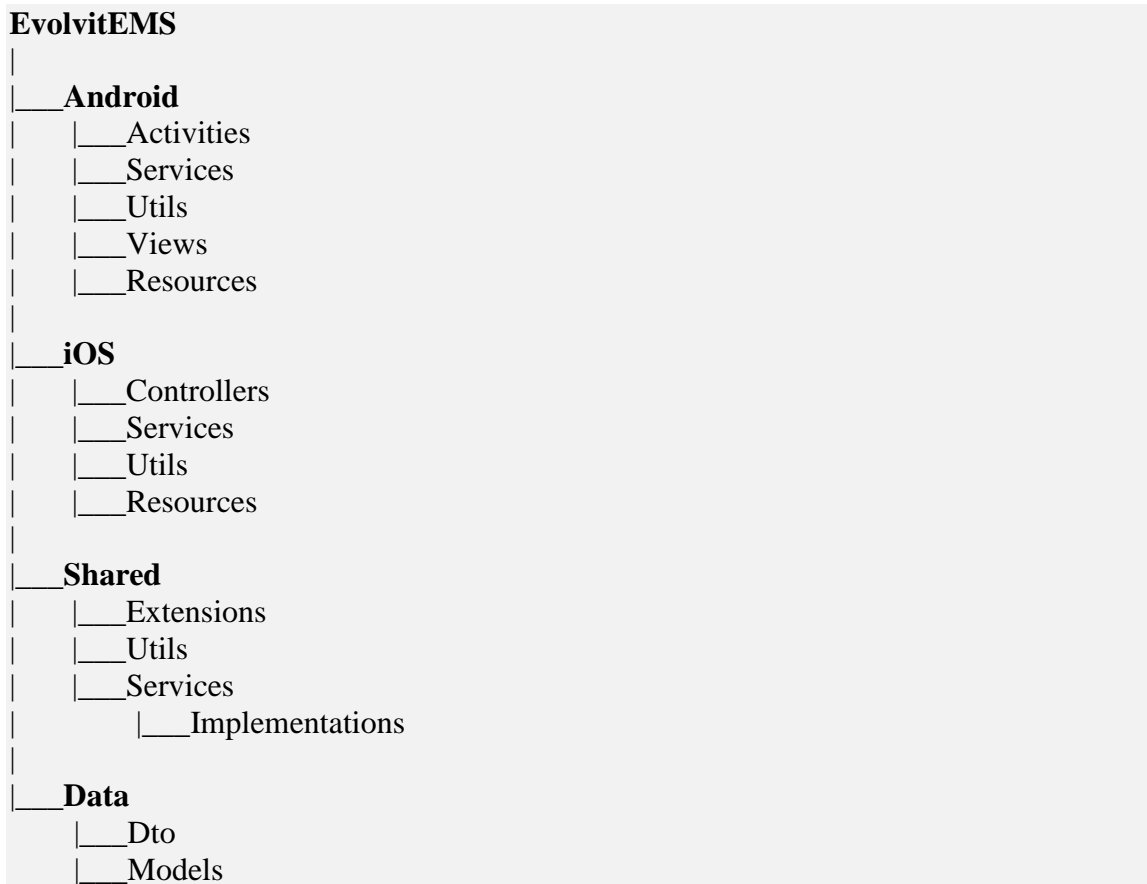 EvolvitEMS
|
|___Android
|    |___Activities
|    |___Services
|    |___Utils
|    |___Views
|    |___Resources
|
|___iOS
|    |___Controllers
|    |___Services
|    |___Utils
|    |___Resources
|
|___Shared
|    |___Extensions
|    |___Utils
|    |___Services
|         |___Implementations
|
|___Data
     |___Dto
     |___Models